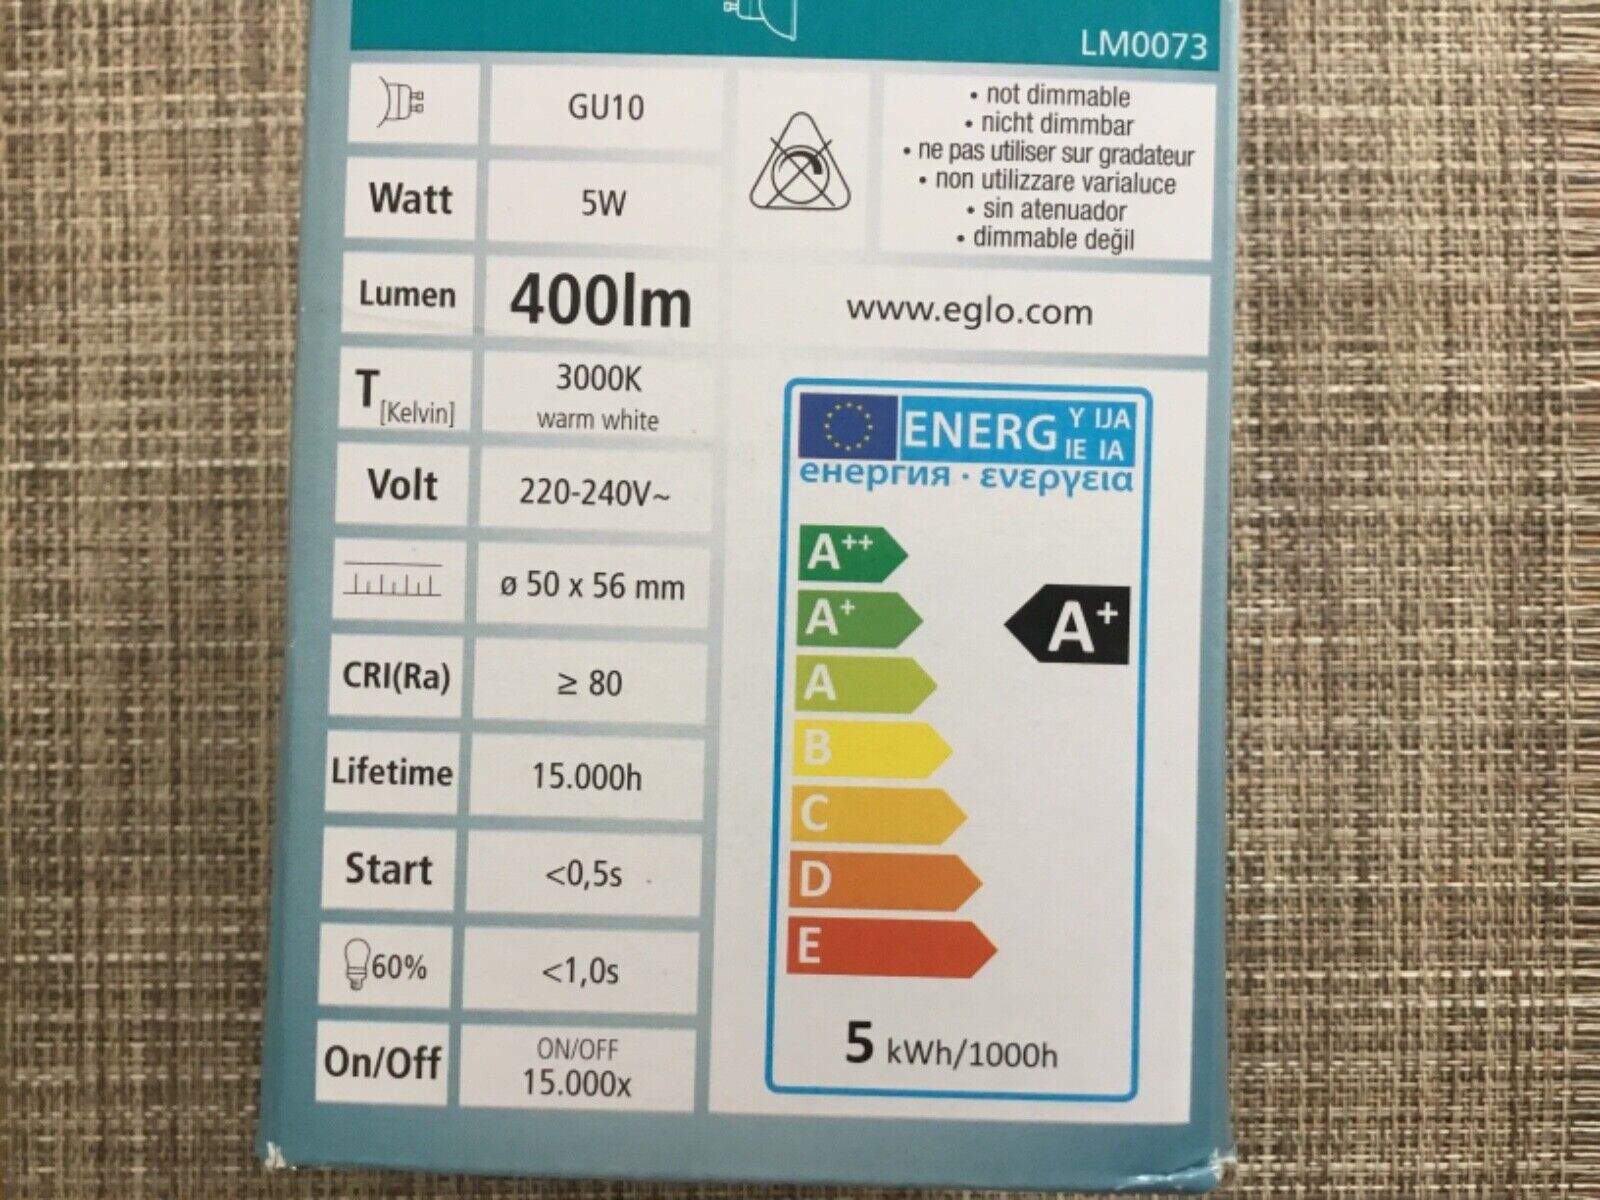 LM0073
GU10
Watt 5W
Lumen 400lm
T [Kelvin] 3000K
warm white
Volt 220-240V~
ø 50 x 56 mm
CRI(Ra) ≥ 80
Lifetime 15.000h
Start <0,5s
60% <1,0s
On/Off ON/OFF
15.000x
• not dimmable
• nicht dimmbar
• ne pas utiliser sur gradateur
• non utilizzare varialuce
• sin atenuador
• dimmable değil
www.eglo.com
ENERG Y IJA
IE IA
енергия · ενεργεια
A++
A+
A+
A
B
C
D
E
5 kWh/1000h